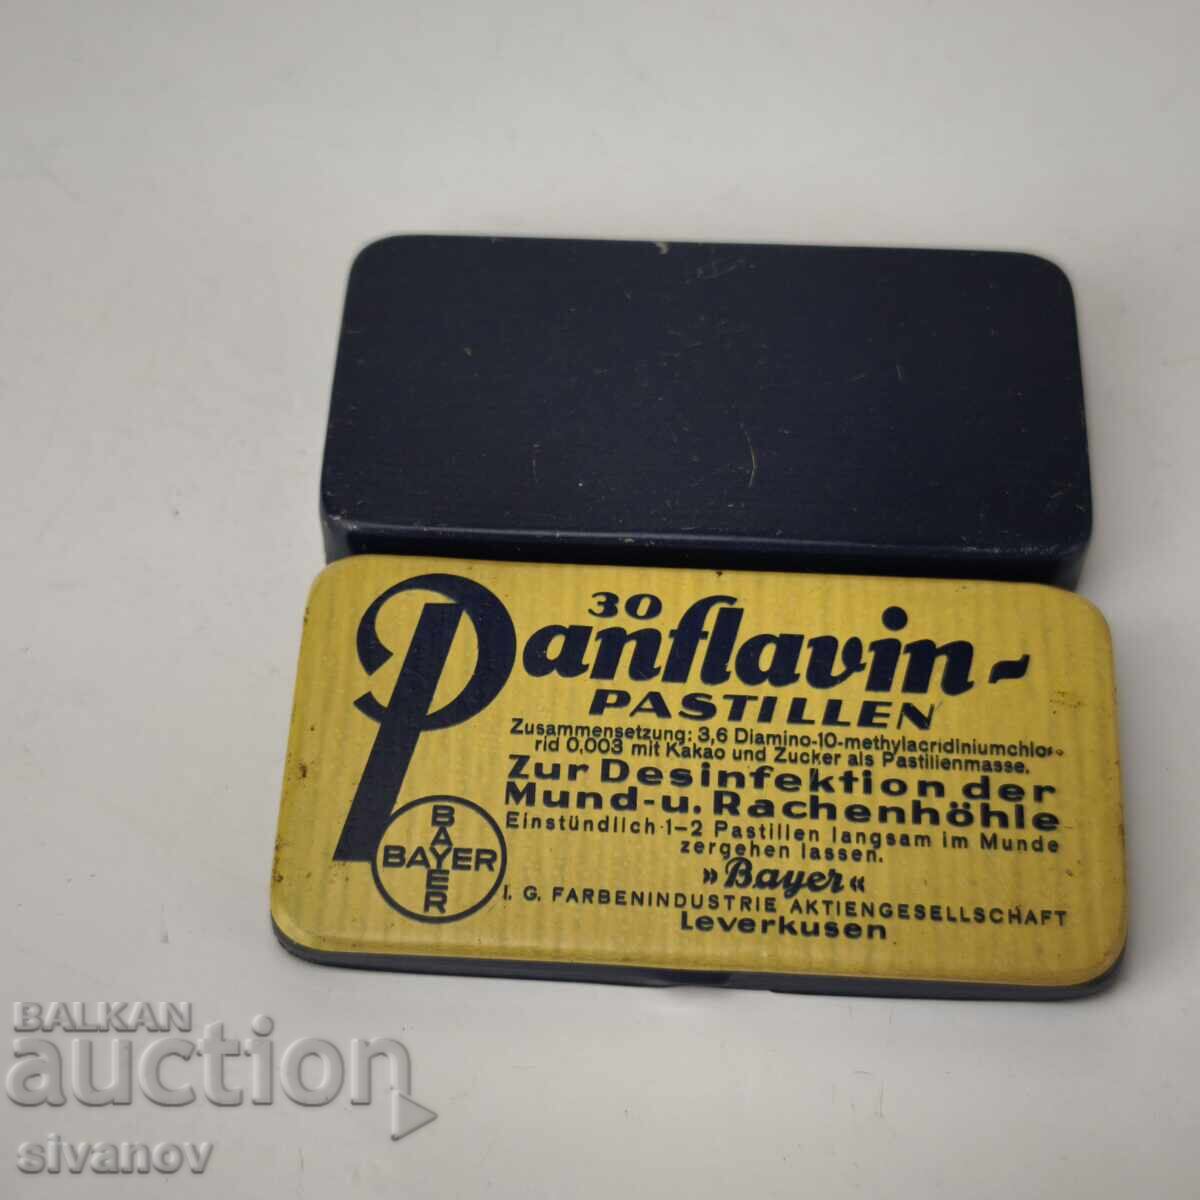 30
Panflavin-
PASTILLEN
Zusammensetzung: 3,6 Diamino-10-methylacridiniumchlo-
rid 0,003 mit Kakao und Zucker als Pastillenmasse.
Zur Desinfektion der
Mund- u. Rachenhöhle
Einstündlich 1-2 Pastillen langsam im Munde
zergehen lassen.
»Bayer«
I. G. FARBENINDUSTRIE AKTIENGESELLSCHAFT
Leverkusen
BAYER
BAYER
BALKAN
auction
sivanov